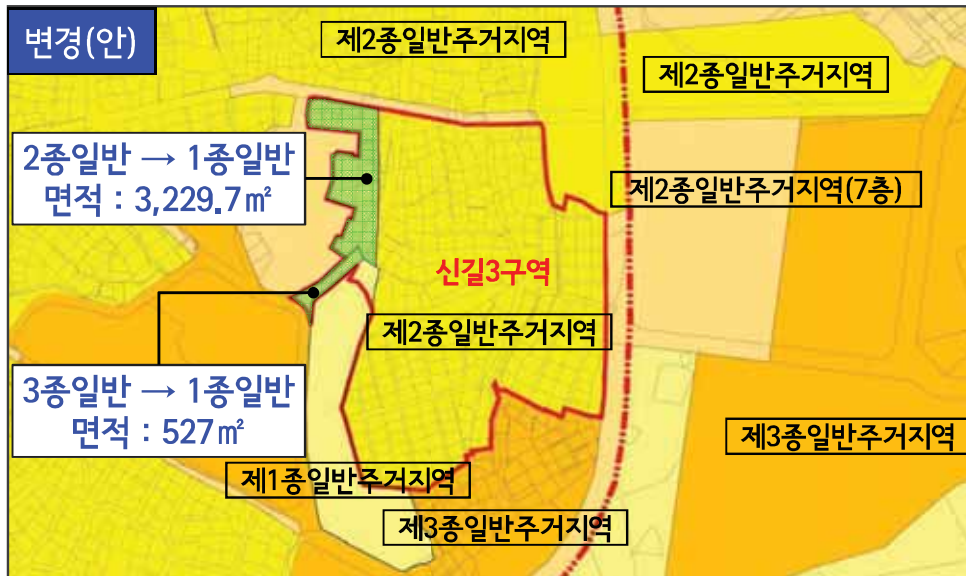 변경(안)
제2종일반주거지역
제2종일반주거지역
2종일반 → 1종일반
면적 : 3,229.7㎡
제2종일반주거지역(7층)
신길3구역
제2종일반주거지역
3종일반 → 1종일반
면적 : 527㎡
제3종일반주거지역
제1종일반주거지역
제3종일반주거지역